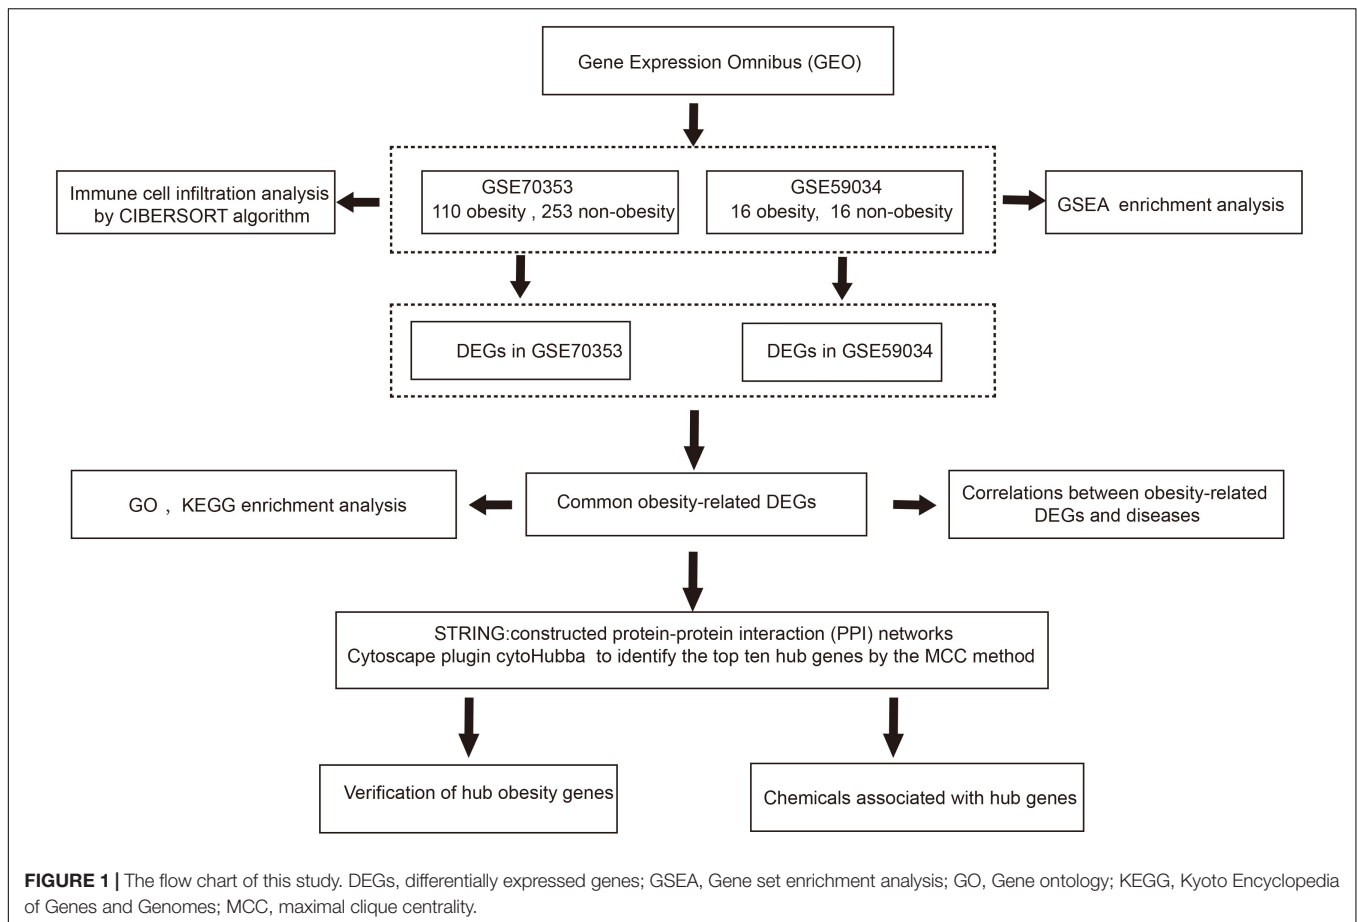 Gene Expression Omnibus (GEO)
Immune cell infiltration analysis
by CIBERSORT algorithm
GSE70353
110 obesity , 253 non-obesity
GSE59034
16 obesity, 16 non-obesity
GSEA enrichment analysis
DEGs in GSE70353
DEGs in GSE59034
GO , KEGG enrichment analysis
Common obesity-related DEGs
Correlations between obesity-related
DEGs and diseases
STRING:constructed protein-protein interaction (PPI) networks
Cytoscape plugin cytoHubba to identify the top ten hub genes by the MCC method
Verification of hub obesity genes
Chemicals associated with hub genes
FIGURE 1 | The flow chart of this study. DEGs, differentially expressed genes; GSEA, Gene set enrichment analysis; GO, Gene ontology; KEGG, Kyoto Encyclopedia
of Genes and Genomes; MCC, maximal clique centrality.